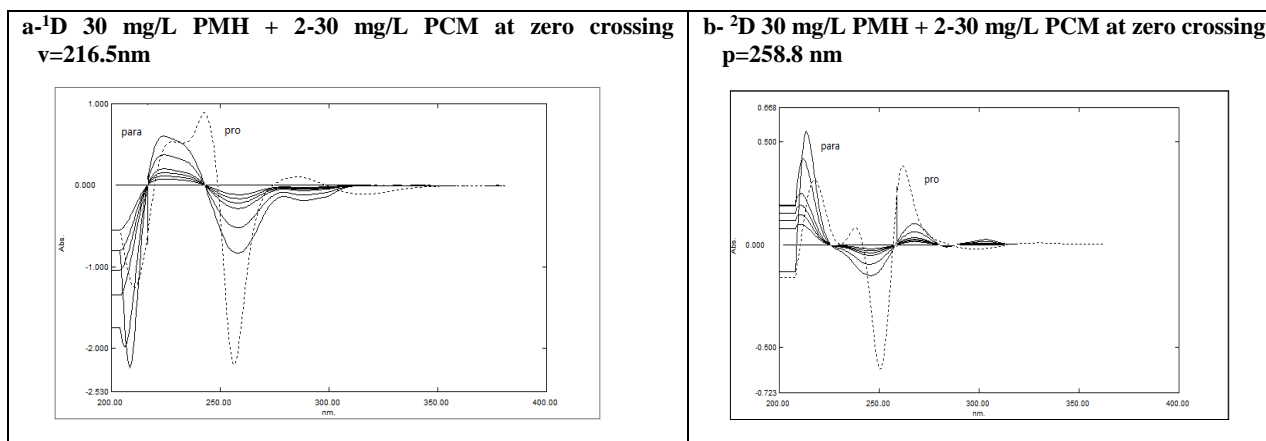 a-¹D 30 mg/L PMH + 2-30 mg/L PCM at zero crossing
v=216.5nm
1.000
0.000
-1.000
-2.000
-2.530
Abs.
para
pro
200.00
250.00
300.00
350.00
400.00
nm.
b- ²D 30 mg/L PMH + 2-30 mg/L PCM at zero crossing
p=258.8 nm
0.668
0.500
0.000
-0.500
-0.723
Abs.
para
pro
200.00
250.00
300.00
350.00
400.00
nm.